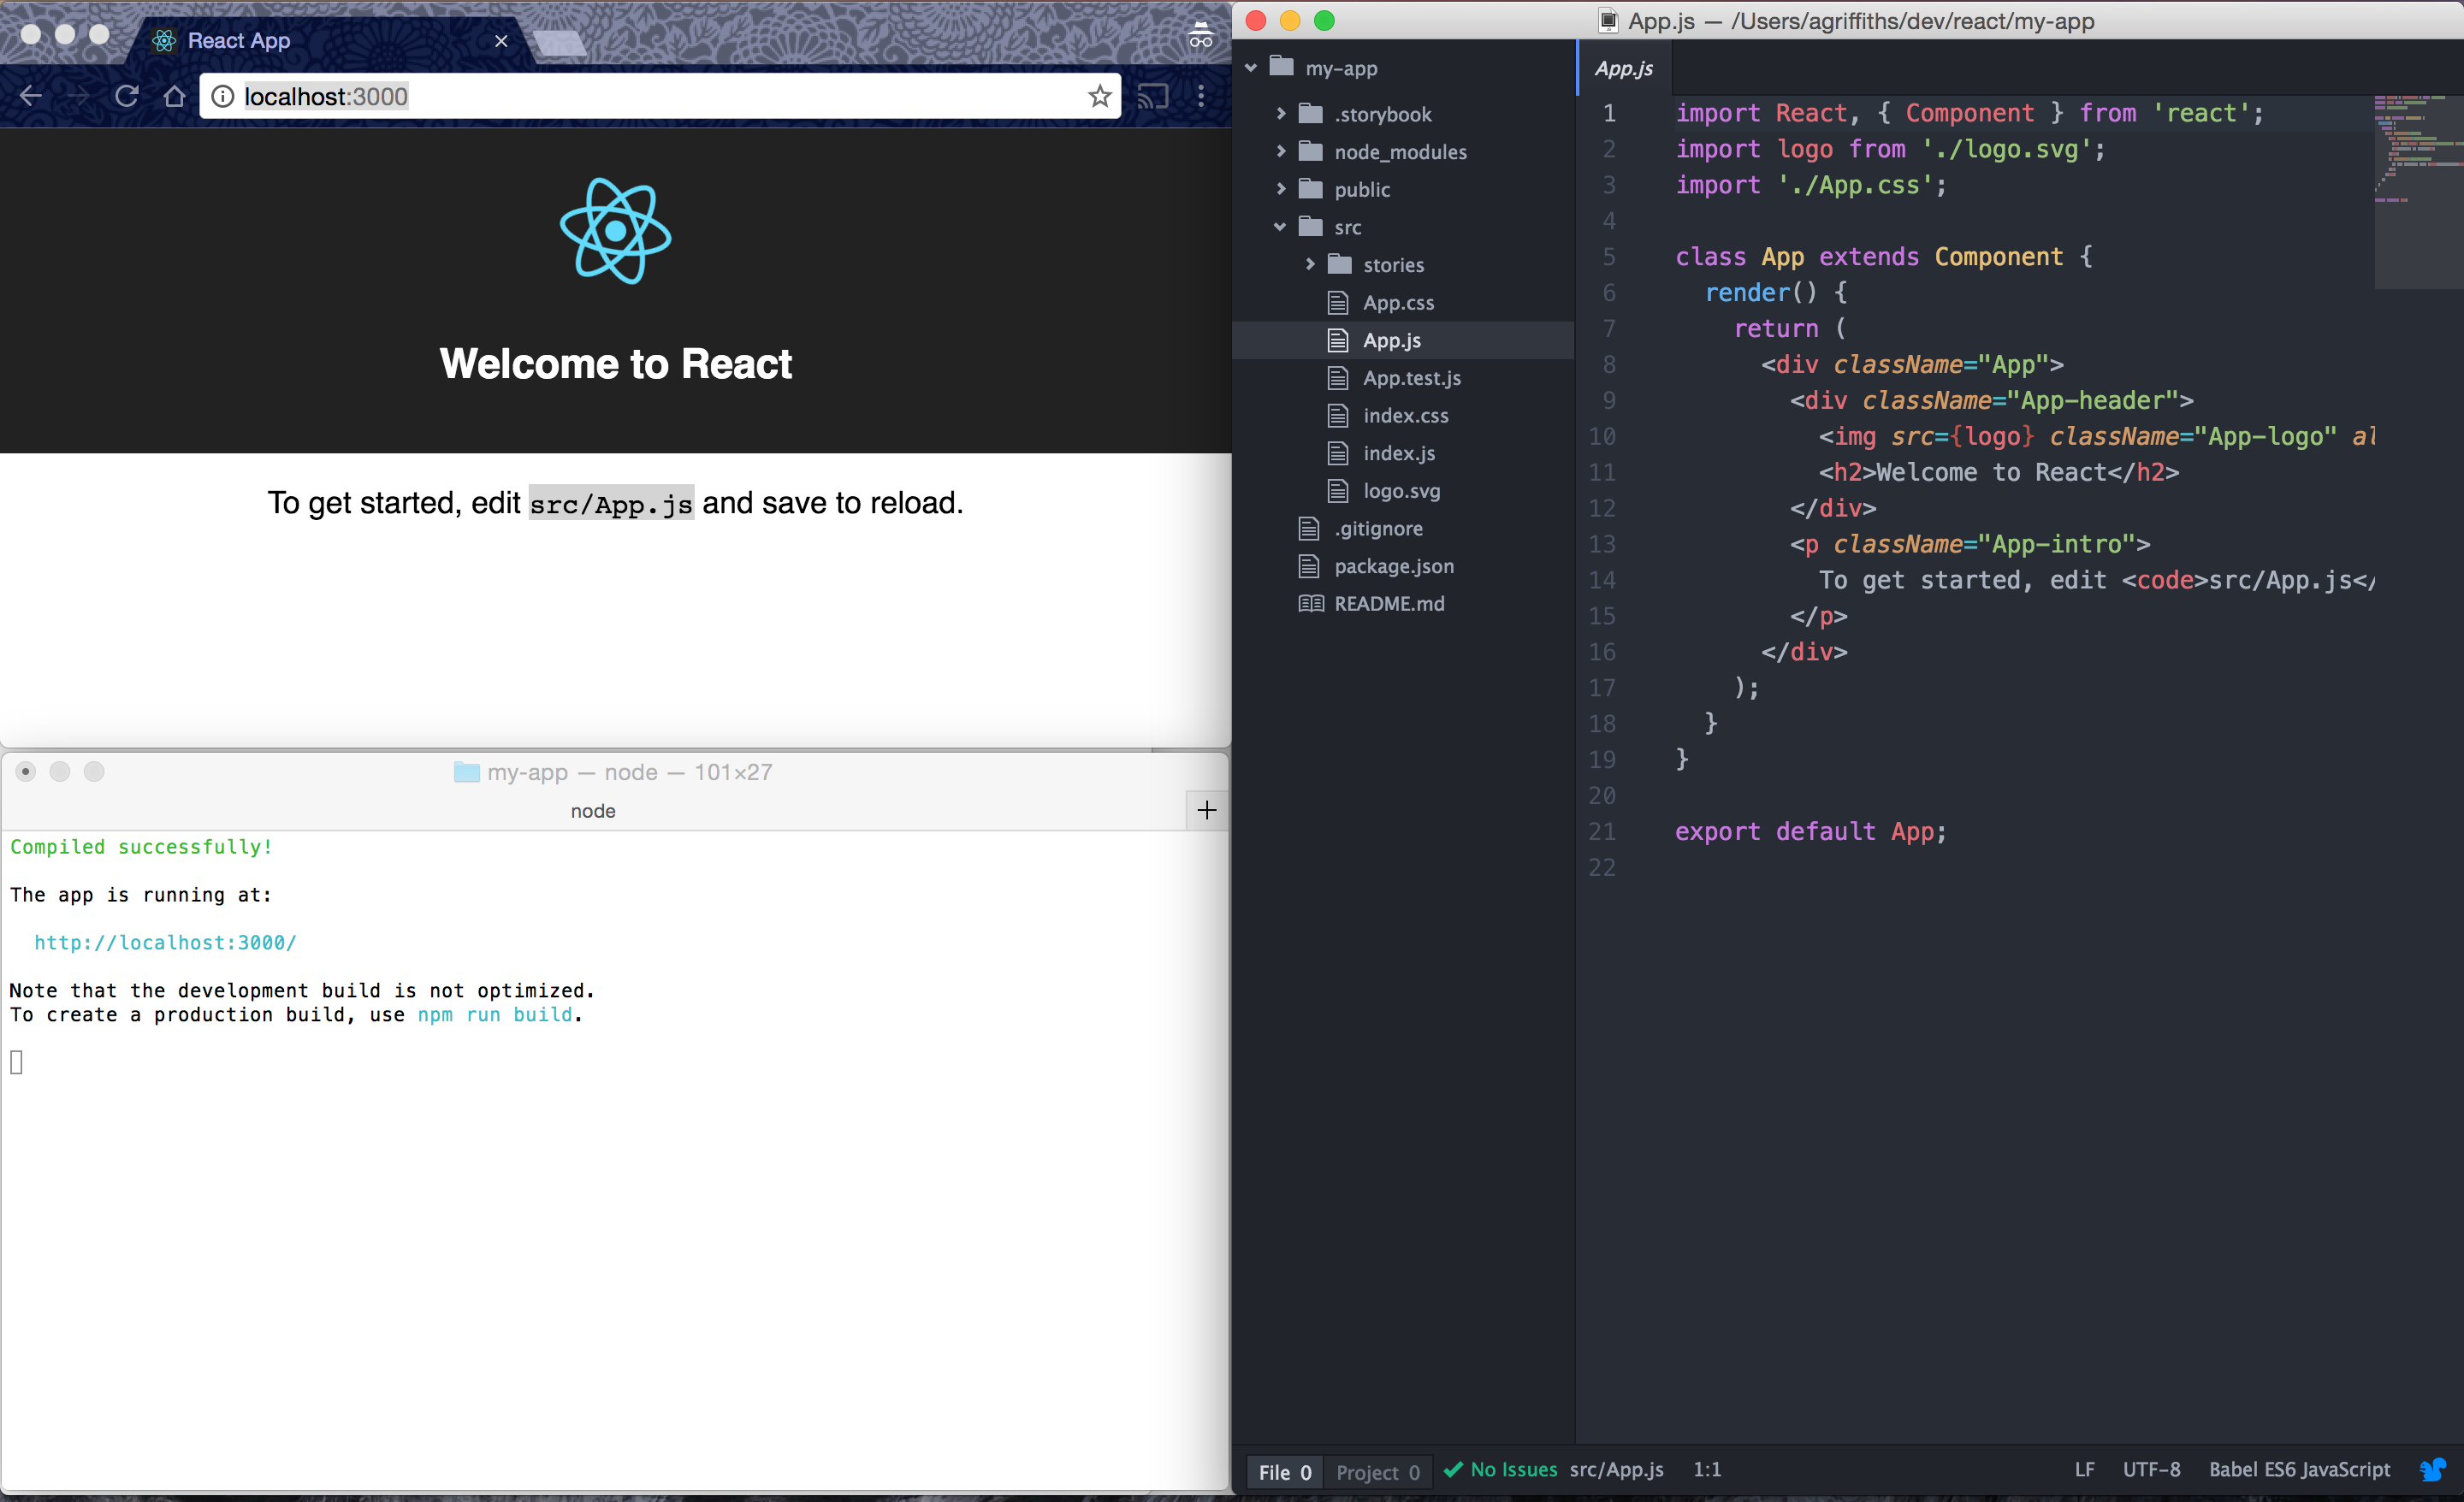 React App
localhost:3000
Welcome to React
To get started, edit src/App.js and save to reload.
my-app — node — 101×27
node
Compiled successfully!
The app is running at:
http://localhost:3000/
Note that the development build is not optimized.
To create a production build, use npm run build.
App.js — /Users/agriffiths/dev/react/my-app
my-app
.storybook
node_modules
public
src
stories
App.css
App.js
App.test.js
index.css
index.js
logo.svg
.gitignore
package.json
README.md
App.js
1 import React, { Component } from 'react';
2 import logo from './logo.svg';
3 import './App.css';
4
5 class App extends Component {
6 render() {
7 return (
8 <div className="App">
9 <div className="App-header">
10 <img src={logo} className="App-logo" al
11 <h2>Welcome to React</h2>
12 </div>
13 <p className="App-intro">
14 To get started, edit <code>src/App.js</
15 </p>
16 </div>
17 );
18 }
19 }
20
21 export default App;
22
File 0 Project 0 No Issues src/App.js 1:1 LF UTF-8 Babel ES6 JavaScript